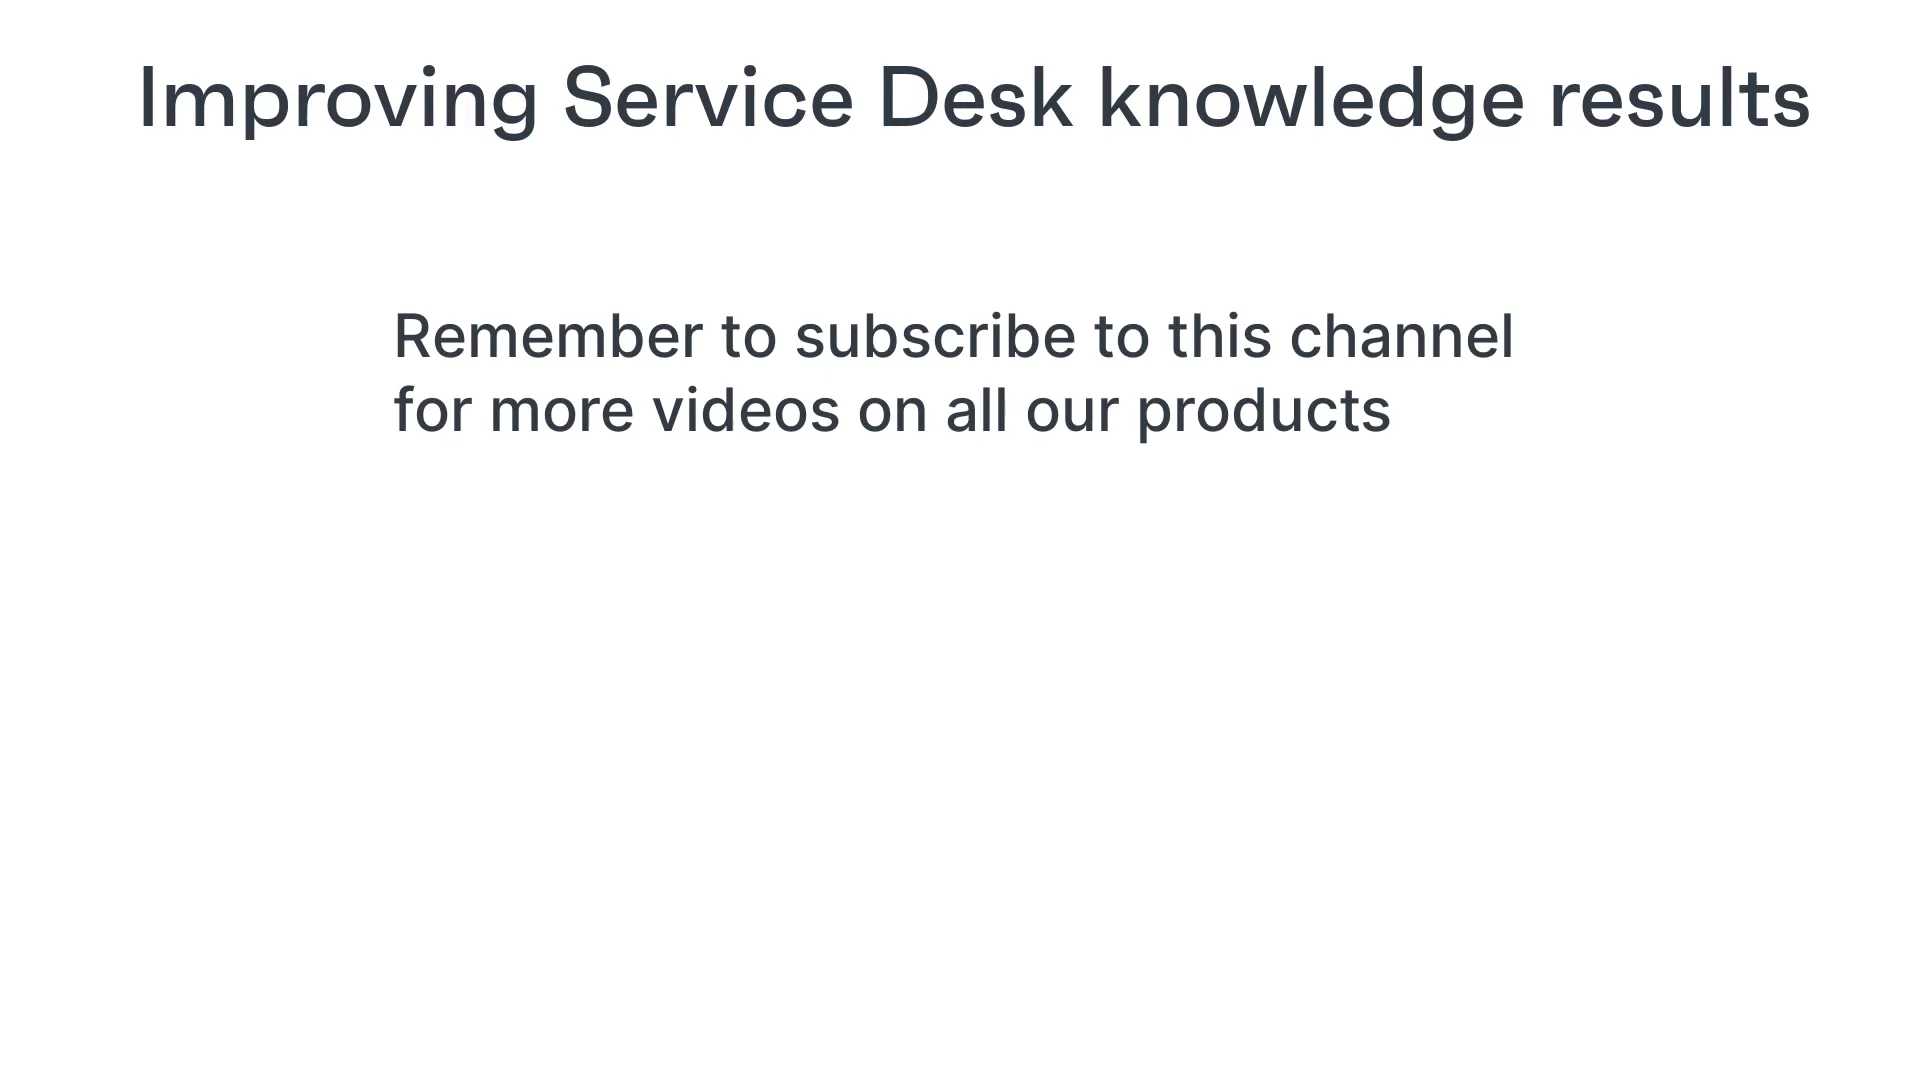 Improving Service Desk knowledge results
Remember to subscribe to this channel
for more videos on all our products